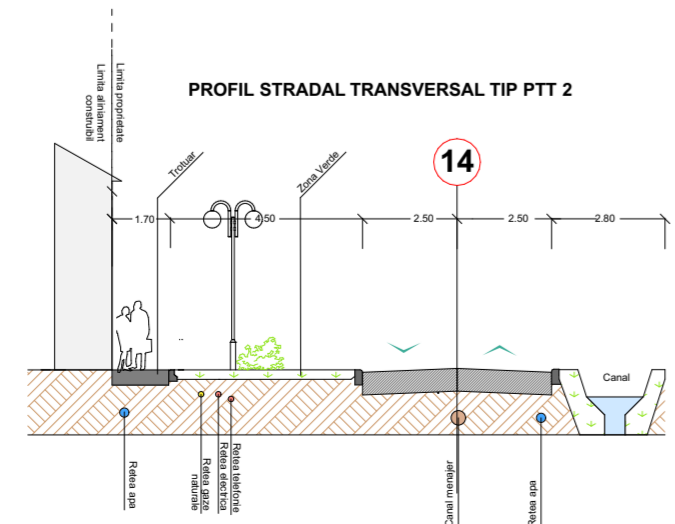 PROFIL STRADAL TRANSVERSAL TIP PTT 2
Limita proprietate
Limita aliniament
construibil
Trotuar
Zona Verde
14
1.70
4.50
2.50
2.50
2.80
Canal
Retea apa
Retea gaze
naturale
Retea electrica
Retea telefonie
Canal menajer
Retea apa